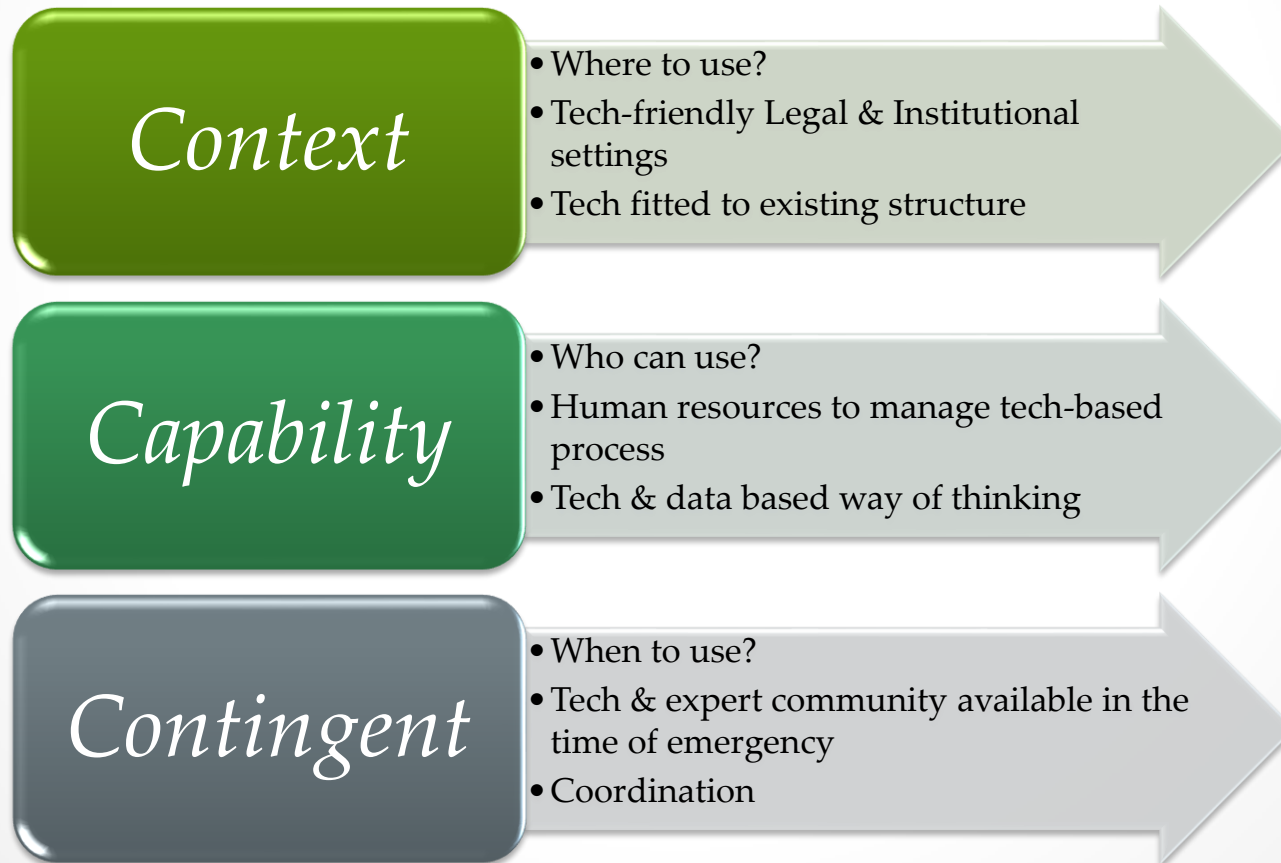 Context
• Where to use?
• Tech-friendly Legal & Institutional
settings
• Tech fitted to existing structure
Capability
• Who can use?
• Human resources to manage tech-based
process
• Tech & data based way of thinking
Contingent
• When to use?
• Tech & expert community available in the
time of emergency
• Coordination